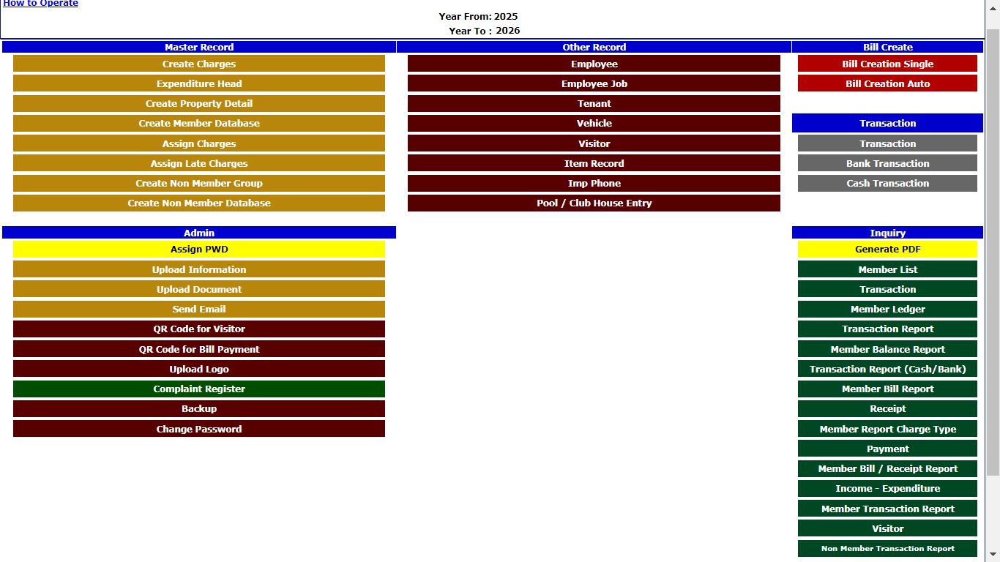 How to Operate
Year From: 2025
Year To : 2026
Master Record
Create Charges
Expenditure Head
Create Property Detail
Create Member Database
Assign Charges
Assign Late Charges
Create Non Member Group
Create Non Member Database
Other Record
Employee
Employee Job
Tenant
Vehicle
Visitor
Item Record
Imp Phone
Pool / Club House Entry
Bill Create
Bill Creation Single
Bill Creation Auto
Transaction
Transaction
Bank Transaction
Cash Transaction
Admin
Assign PWD
Upload Information
Upload Document
Send Email
QR Code for Visitor
QR Code for Bill Payment
Upload Logo
Complaint Register
Backup
Change Password
Inquiry
Generate PDF
Member List
Transaction
Member Ledger
Transaction Report
Member Balance Report
Transaction Report (Cash/Bank)
Member Bill Report
Receipt
Member Report Charge Type
Payment
Member Bill / Receipt Report
Income - Expenditure
Member Transaction Report
Visitor
Non Member Transaction Report